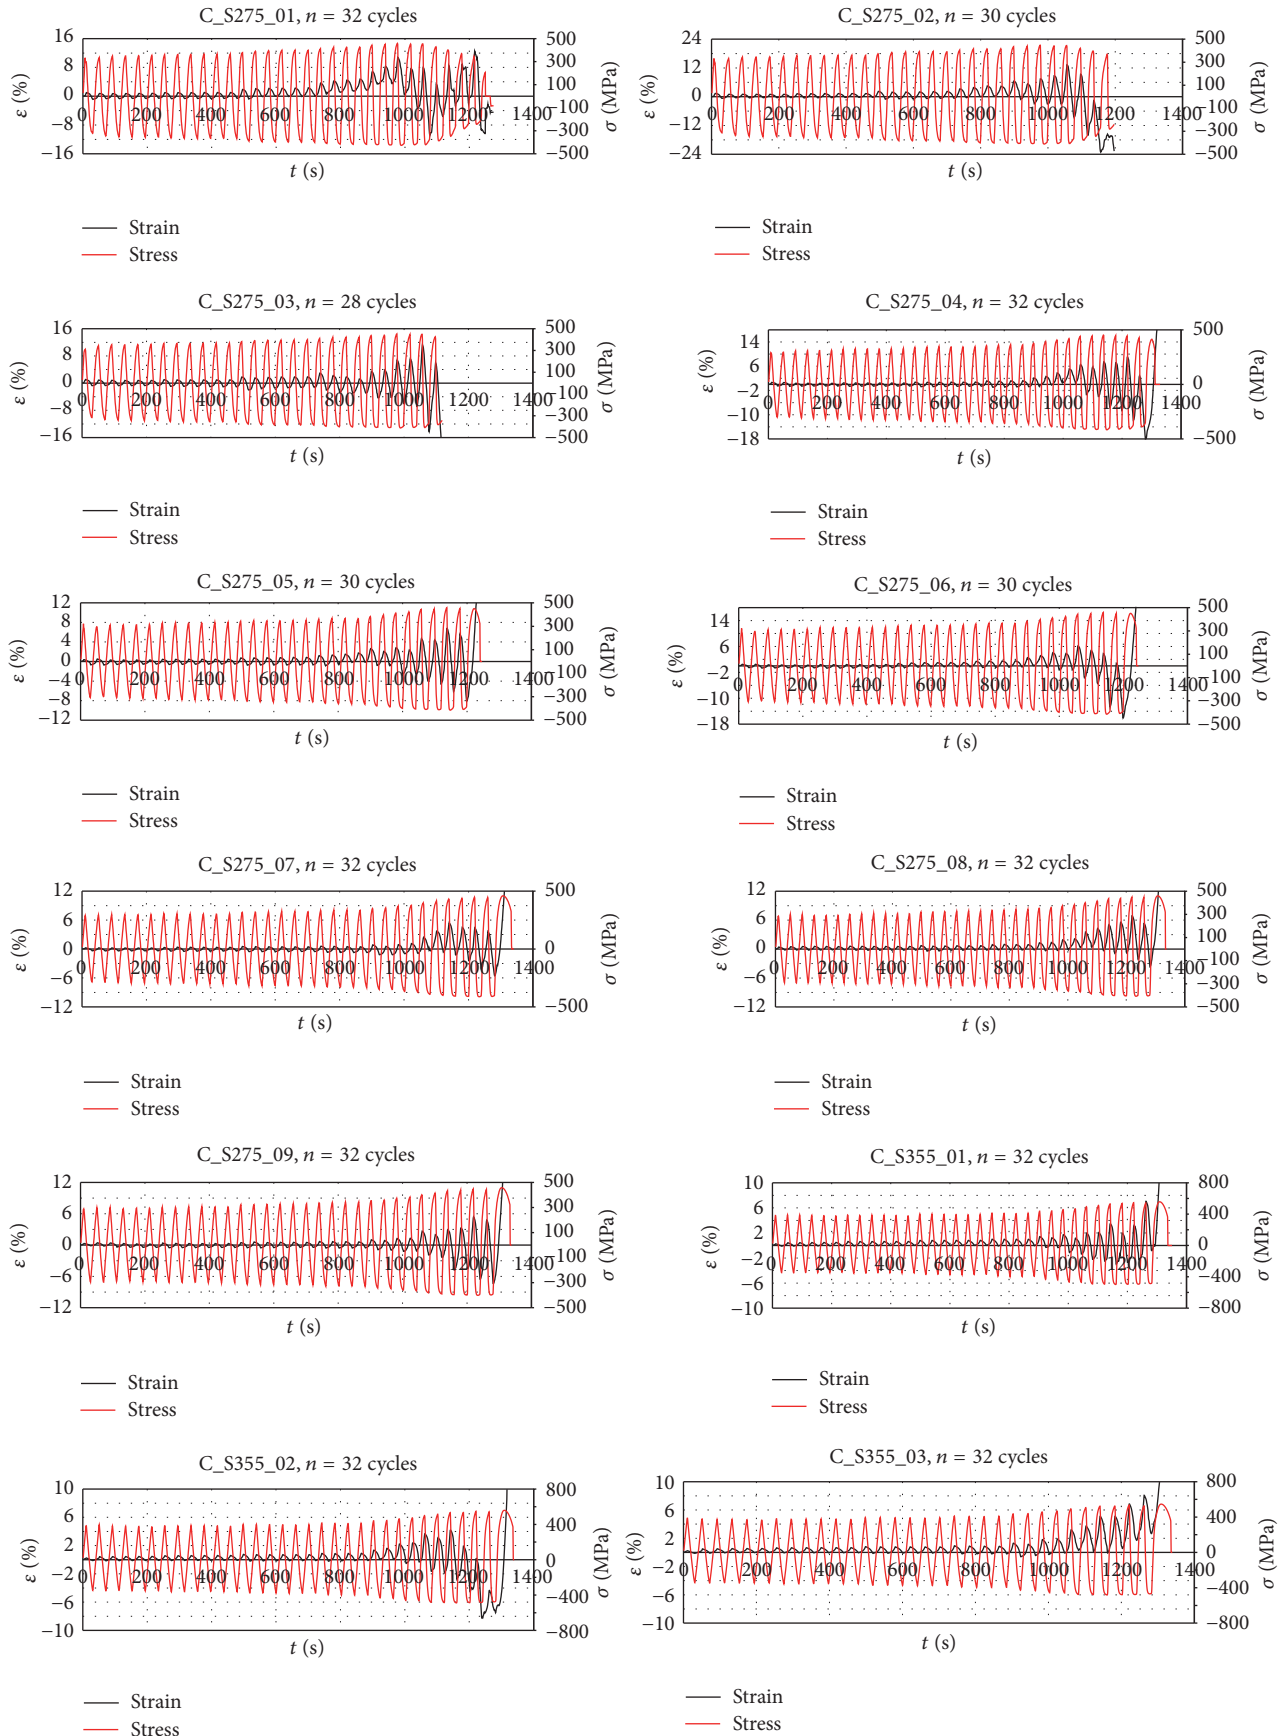 C_S275_01, n = 32 cycles
16
8
0
−8
−16
ε (%)
0 200 400 600 800 1000 1200 1400
500
300
100
−100
−300
−500
σ (MPa)
t (s)
Strain
Stress
C_S275_02, n = 30 cycles
24
12
0
−12
−24
ε (%)
0 200 400 600 800 1000 1200 1400
500
300
100
−100
−300
−500
σ (MPa)
t (s)
Strain
Stress
C_S275_03, n = 28 cycles
16
8
0
−8
−16
ε (%)
0 200 400 600 800 1000 1200 1400
500
300
100
−100
−300
−500
σ (MPa)
t (s)
Strain
Stress
C_S275_04, n = 32 cycles
14
6
−2
−10
−18
ε (%)
0 200 400 600 800 1000 1200 1400
500
0
−500
σ (MPa)
t (s)
Strain
Stress
C_S275_05, n = 30 cycles
12
8
4
0
−4
−8
−12
ε (%)
0 200 400 600 800 1000 1200 1400
500
300
100
−100
−300
−500
σ (MPa)
t (s)
Strain
Stress
C_S275_06, n = 30 cycles
14
6
−2
−10
−18
ε (%)
0 200 400 600 800 1000 1200 1400
500
300
100
−100
−300
−500
σ (MPa)
t (s)
Strain
Stress
C_S275_07, n = 32 cycles
12
6
0
−6
−12
ε (%)
0 200 400 600 800 1000 1200 1400
500
0
−500
σ (MPa)
t (s)
Strain
Stress
C_S275_08, n = 32 cycles
12
6
0
−6
−12
ε (%)
0 200 400 600 800 1000 1200 1400
500
300
100
−100
−300
−500
σ (MPa)
t (s)
Strain
Stress
C_S275_09, n = 32 cycles
12
6
0
−6
−12
ε (%)
0 200 400 600 800 1000 1200 1400
500
300
100
−100
−300
−500
σ (MPa)
t (s)
Strain
Stress
C_S355_01, n = 32 cycles
10
6
2
−2
−6
−10
ε (%)
0 200 400 600 800 1000 1200 1400
800
400
0
−400
−800
σ (MPa)
t (s)
Strain
Stress
C_S355_02, n = 32 cycles
10
6
2
−2
−6
−10
ε (%)
0 200 400 600 800 1000 1200 1400
800
400
0
−400
−800
σ (MPa)
t (s)
Strain
Stress
C_S355_03, n = 32 cycles
10
6
2
−2
−6
−10
ε (%)
0 200 400 600 800 1000 1200 1400
800
400
0
−400
−800
σ (MPa)
t (s)
Strain
Stress